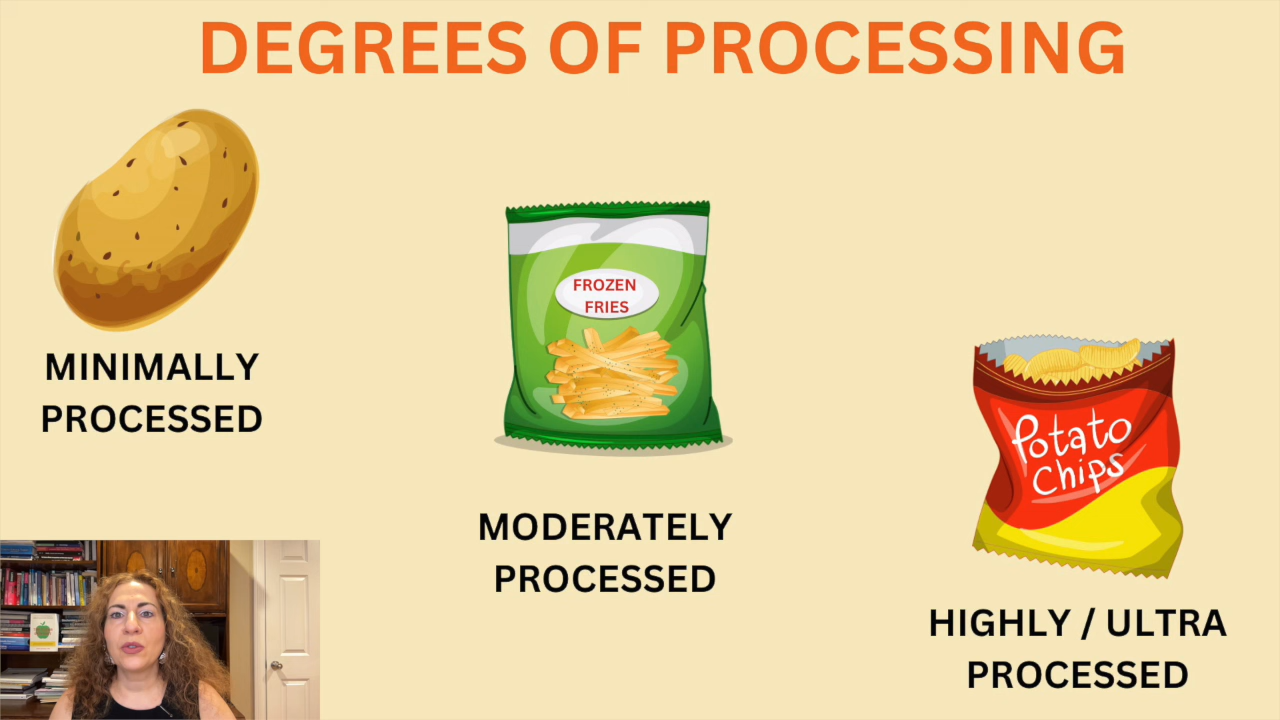 DEGREES OF PROCESSING
MINIMALLY
PROCESSED
FROZEN
FRIES
MODERATELY
PROCESSED
Potato
Chips
HIGHLY / ULTRA
PROCESSED